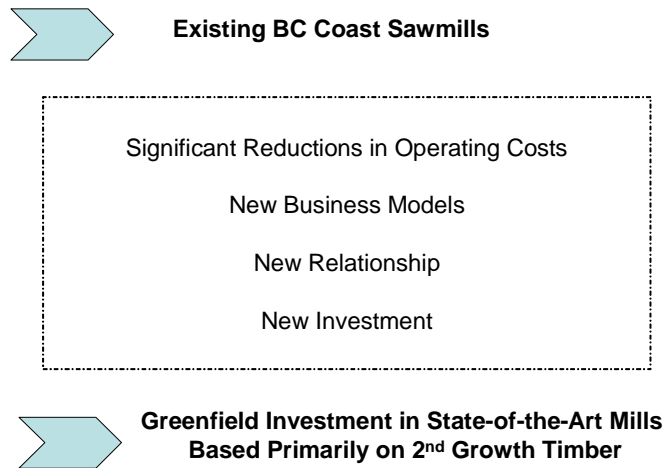 Existing BC Coast Sawmills
Significant Reductions in Operating Costs
New Business Models
New Relationship
New Investment
Greenfield Investment in State-of-the-Art Mills
Based Primarily on 2nd Growth Timber